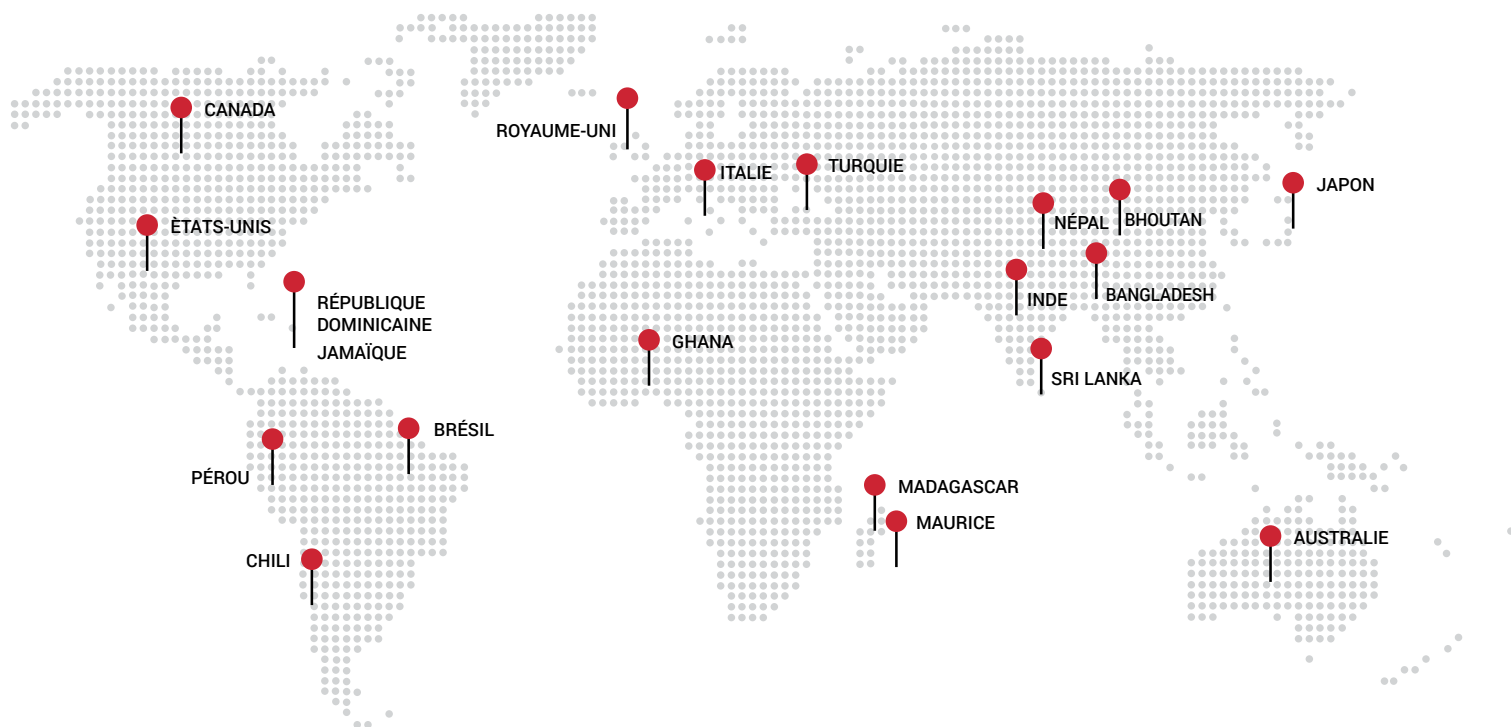 CANADA
ROYAUME-UNI
ITALIE
TURQUIE
JAPON
NÉPAL
BHOUTAN
ÈTATS-UNIS
RÉPUBLIQUE
DOMINICAINE
JAMAÏQUE
INDE
BANGLADESH
GHANA
SRI LANKA
BRÉSIL
PÉROU
MADAGASCAR
MAURICE
AUSTRALIE
CHILI